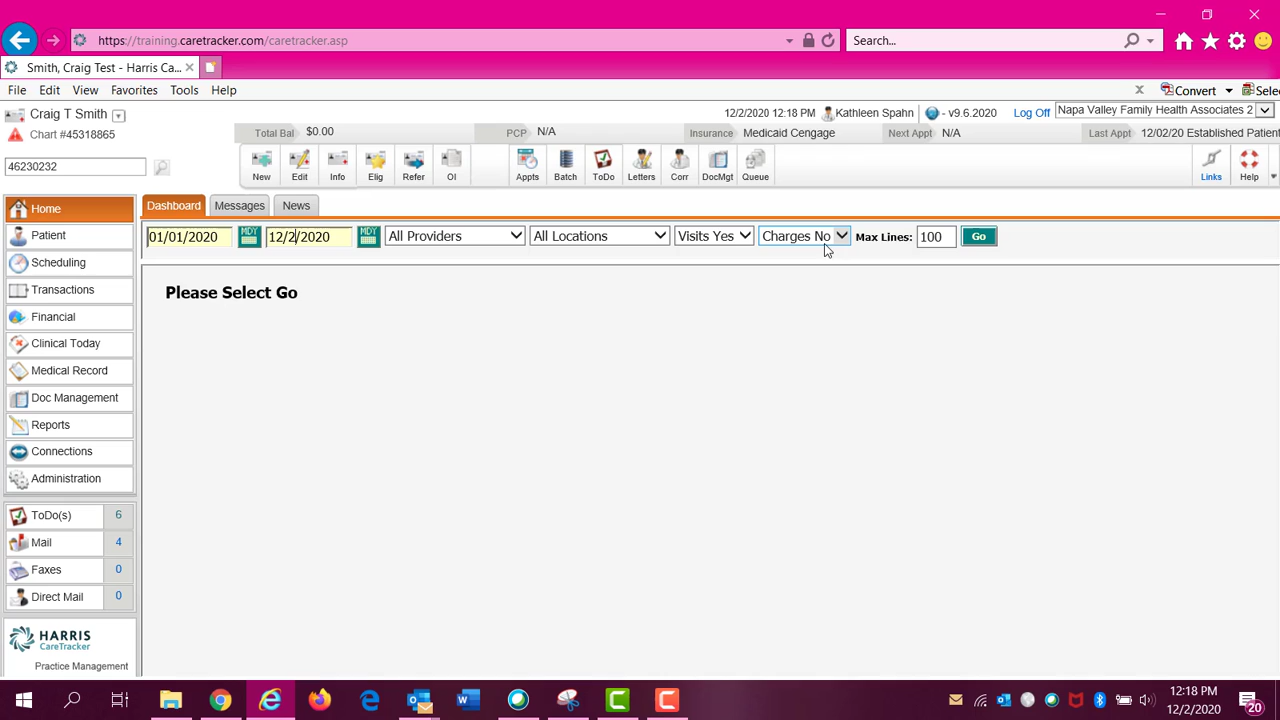 https://training.caretracker.com/caretracker.asp
Search...
Smith, Craig Test - Harris Ca...
File Edit View Favorites Tools Help
Convert Selec
Craig T Smith
12/2/2020 12:18 PM Kathleen Spahn - v9.6.2020 Log Off Napa Valley Family Health Associates 2
Chart #45318865
Total Bal $0.00 PCP N/A Insurance Medicaid Cengage Next Appt N/A Last Appt 12/02/20 Established Patien
46230232
New Edit Info Elig Refer OI Appts Batch ToDo Letters Corr DocMgt Queue Links Help
Home
Dashboard Messages News
Patient
01/01/2020 MDY 12/2/2020 MDY All Providers All Locations Visits Yes Charges No Max Lines: 100 Go
Scheduling
Transactions
Please Select Go
Financial
Clinical Today
Medical Record
Doc Management
Reports
Connections
Administration
ToDo(s) 6
Mail 4
Faxes 0
Direct Mail 0
HARRIS
CareTracker
Practice Management
12:18 PM
12/2/2020
20